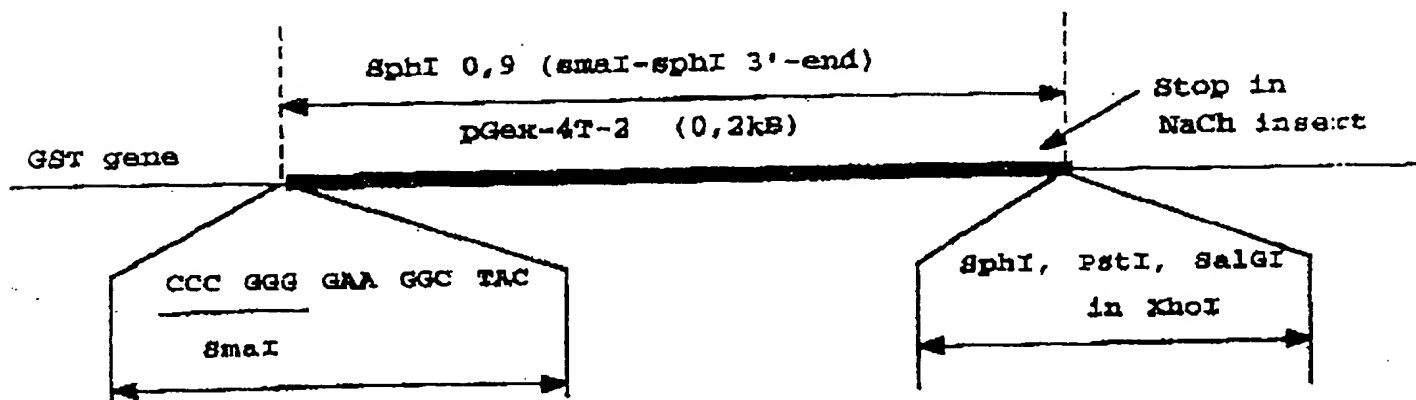 SphI 0,9 (smaI-sphI 3'-end)
pGex-4T-2 (0,2kB)
Stop in
NaCh insert
GST gene
CCC GGG GAA GGC TAC
SmaI
SphI, PstI, SalGI
in XhoI